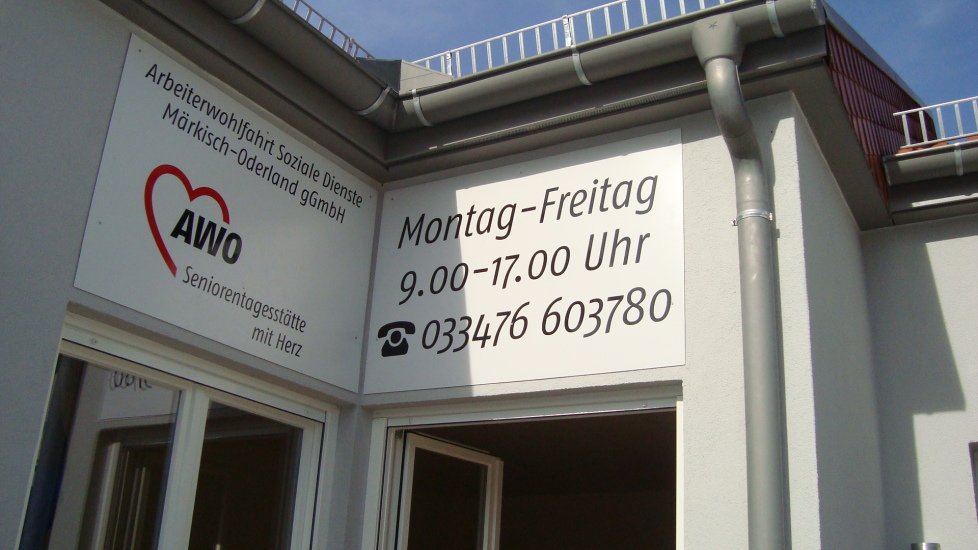 Arbeiterwohlfahrt Soziale Dienste
Märkisch-Oderland gGmbH
AWO
Seniorentagesstätte
mit Herz
Montag-Freitag
9.00-17.00 Uhr
033476 603780